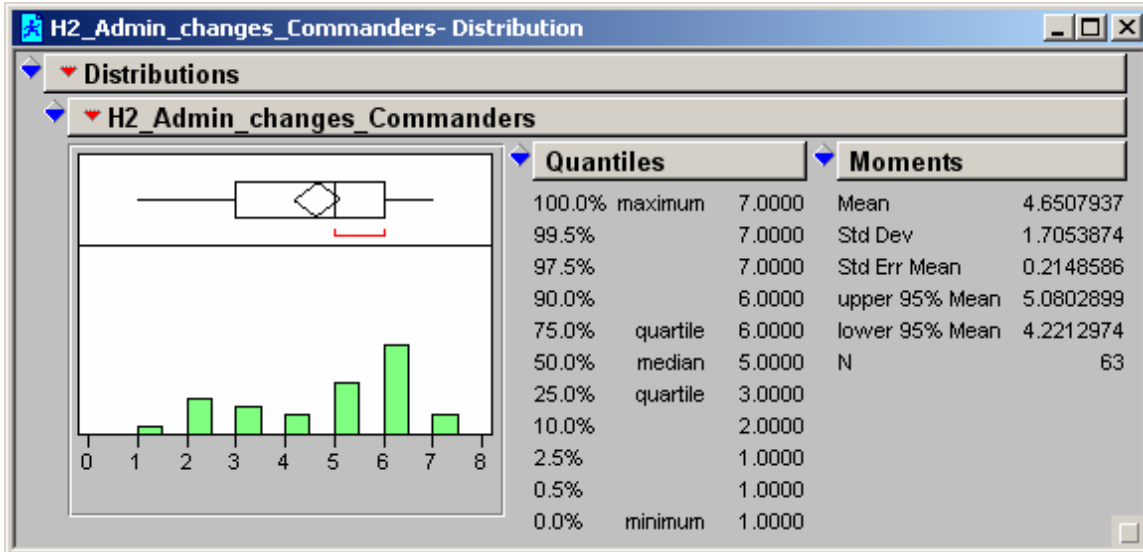 H2_Admin_changes_Commanders- Distribution
Distributions
H2_Admin_changes_Commanders
0 1 2 3 4 5 6 7 8
Quantiles
100.0% maximum 7.0000
99.5% 7.0000
97.5% 7.0000
90.0% 6.0000
75.0% quartile 6.0000
50.0% median 5.0000
25.0% quartile 3.0000
10.0% 2.0000
2.5% 1.0000
0.5% 1.0000
0.0% minimum 1.0000
Moments
Mean 4.6507937
Std Dev 1.7053874
Std Err Mean 0.2148586
upper 95% Mean 5.0802899
lower 95% Mean 4.2212974
N 63